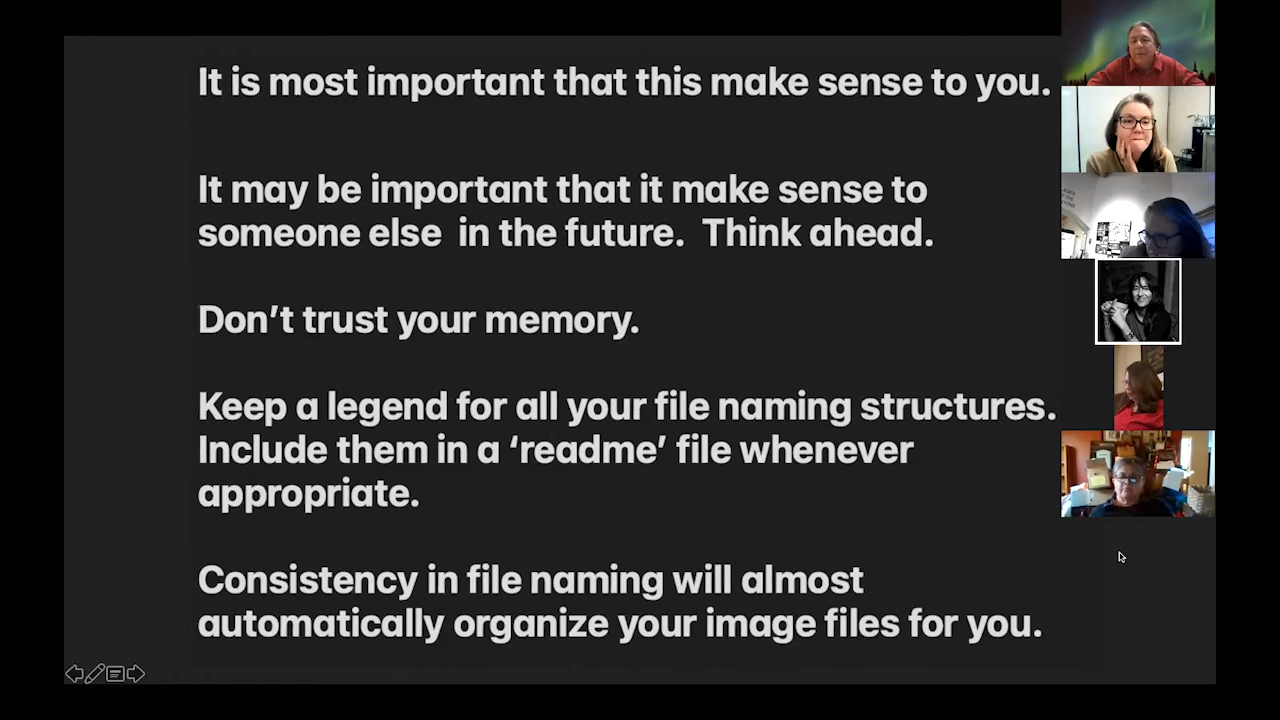 It is most important that this make sense to you.
It may be important that it make sense to
someone else  in the future.  Think ahead.
Don’t trust your memory.
Keep a legend for all your file naming structures.
Include them in a ‘readme’ file whenever
appropriate.
Consistency in file naming will almost
automatically organize your image files for you.